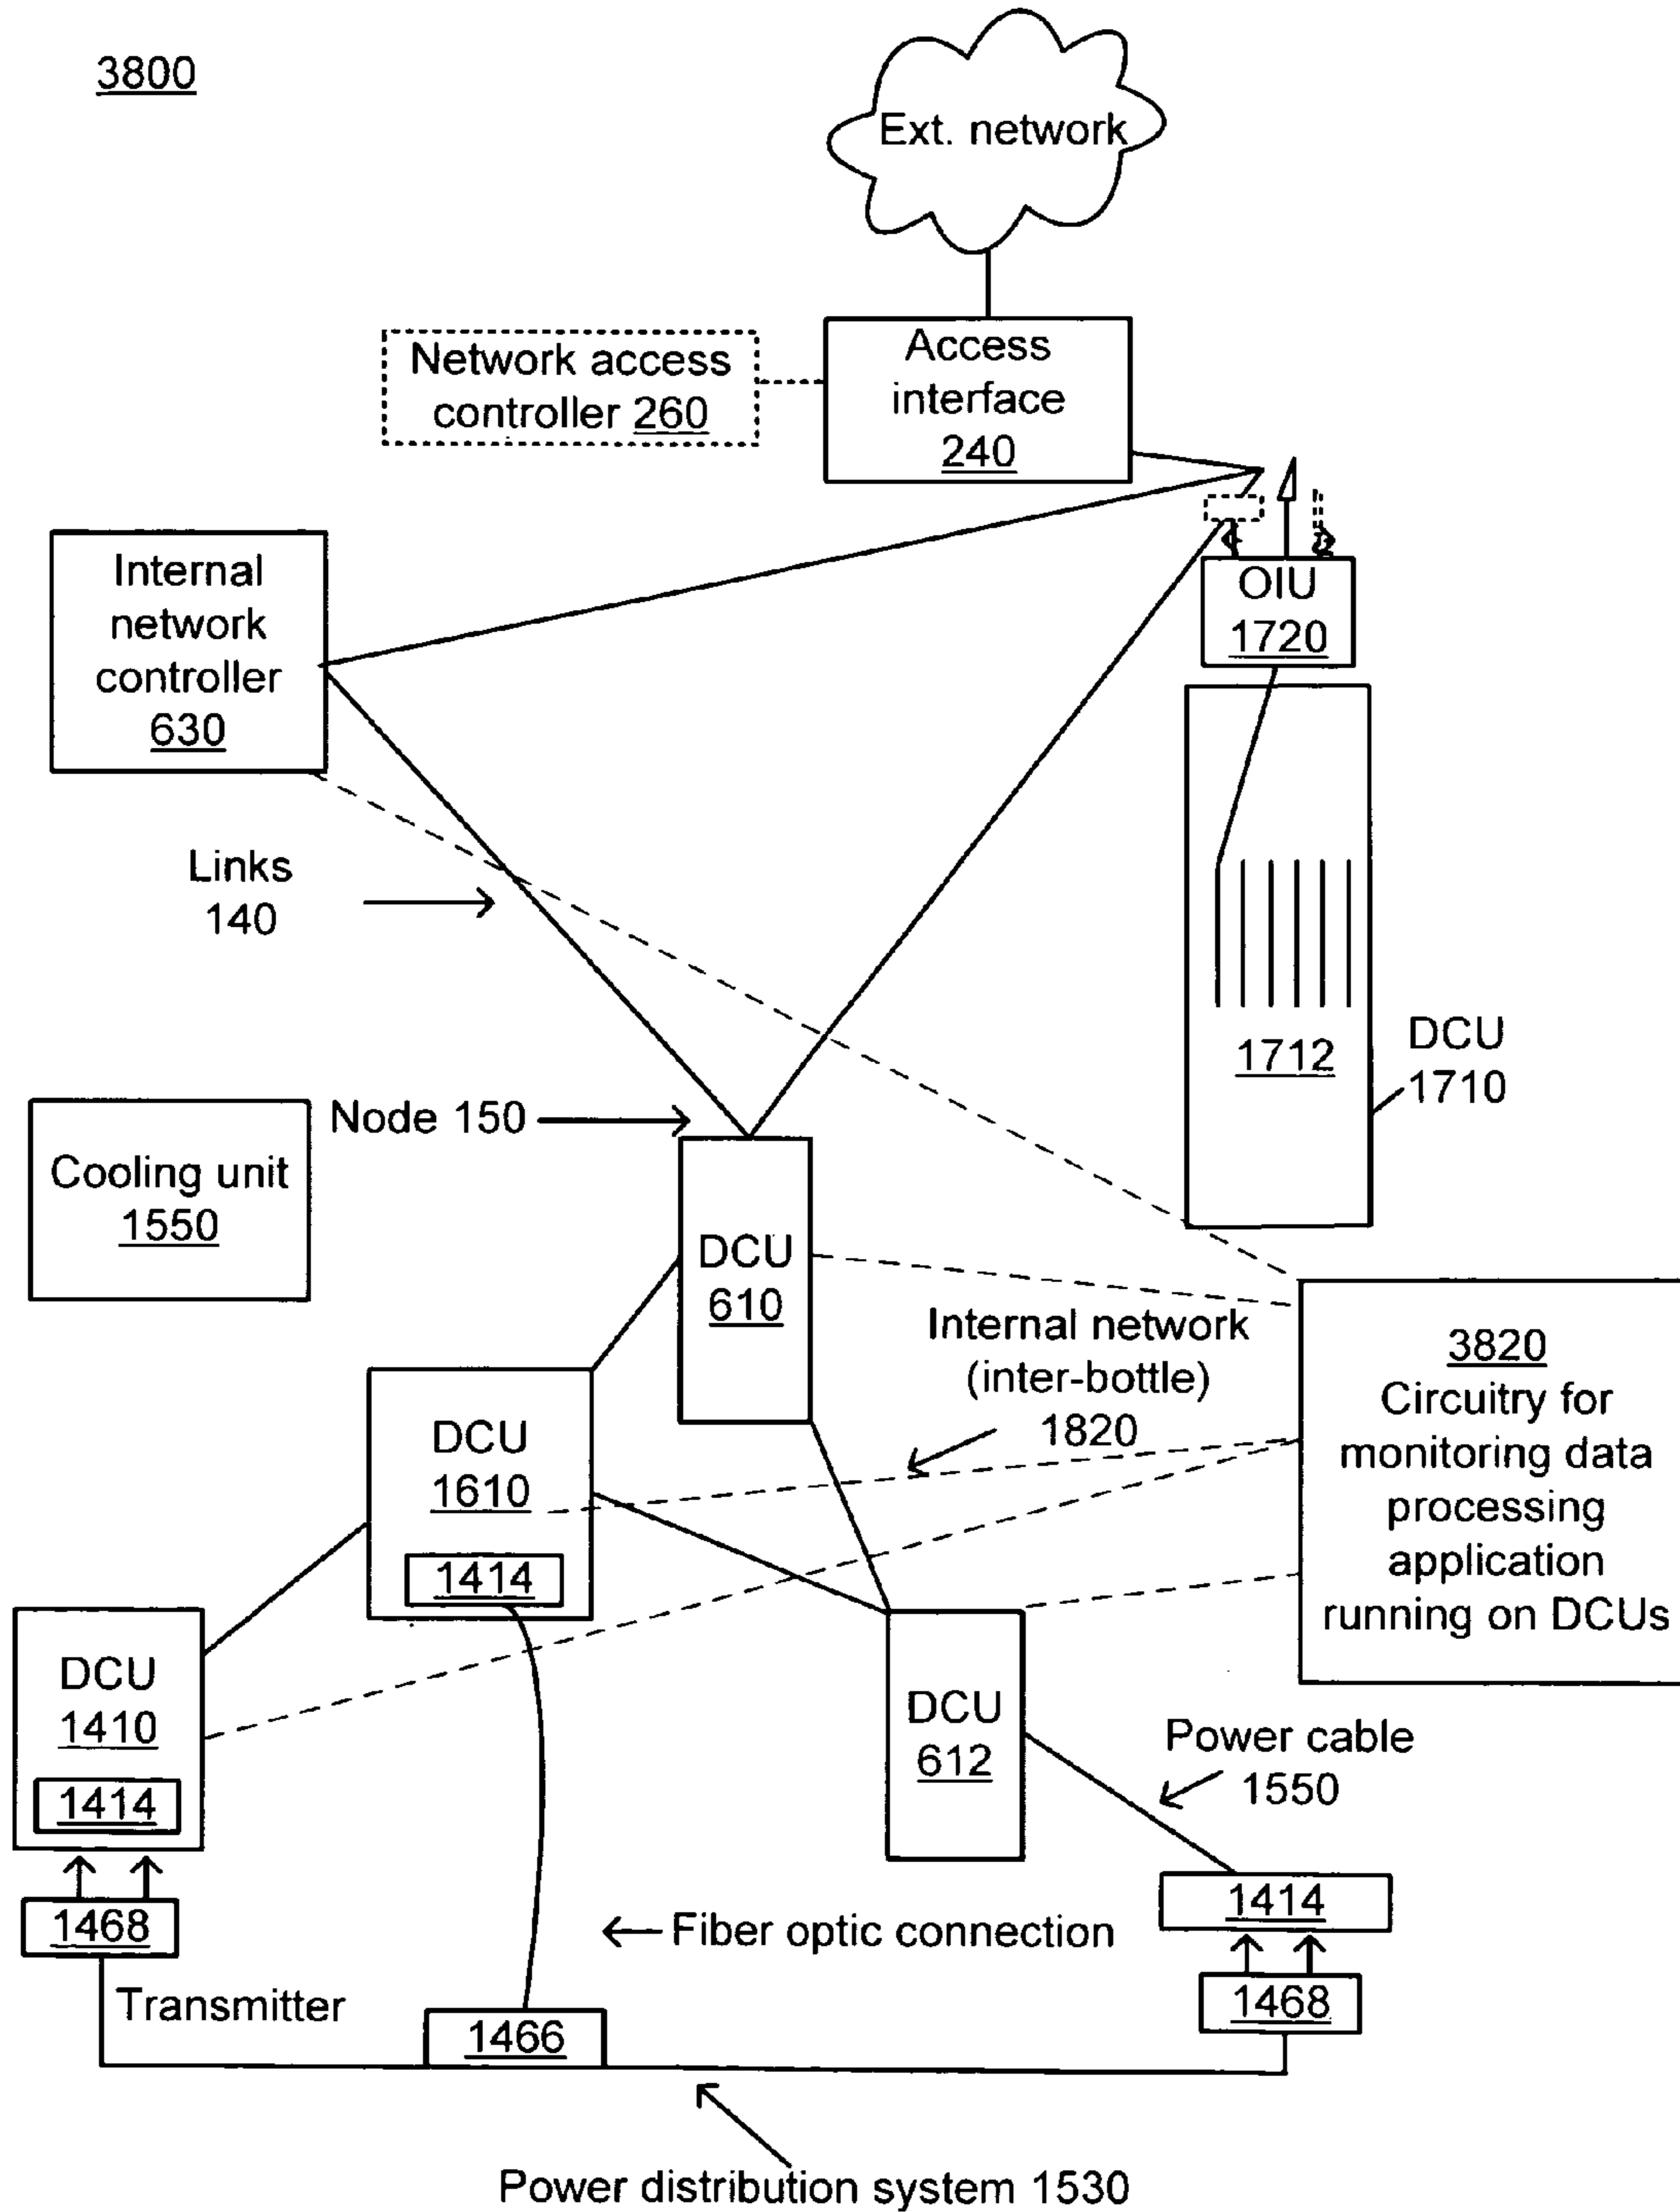 3800
Ext. network
Network access
controller 260
Access
interface
240
Internal
network
controller
630
OIU
1720
Links
140
1712
DCU
1710
Node 150
Cooling unit
1550
DCU
610
Internal network
(inter-bottle)
1820
3820
Circuitry for
monitoring data
processing
application
running on DCUs
DCU
1610
1414
DCU
1410
1414
DCU
612
Power cable
1550
1468
Fiber optic connection
1414
Transmitter
1466
1468
Power distribution system 1530